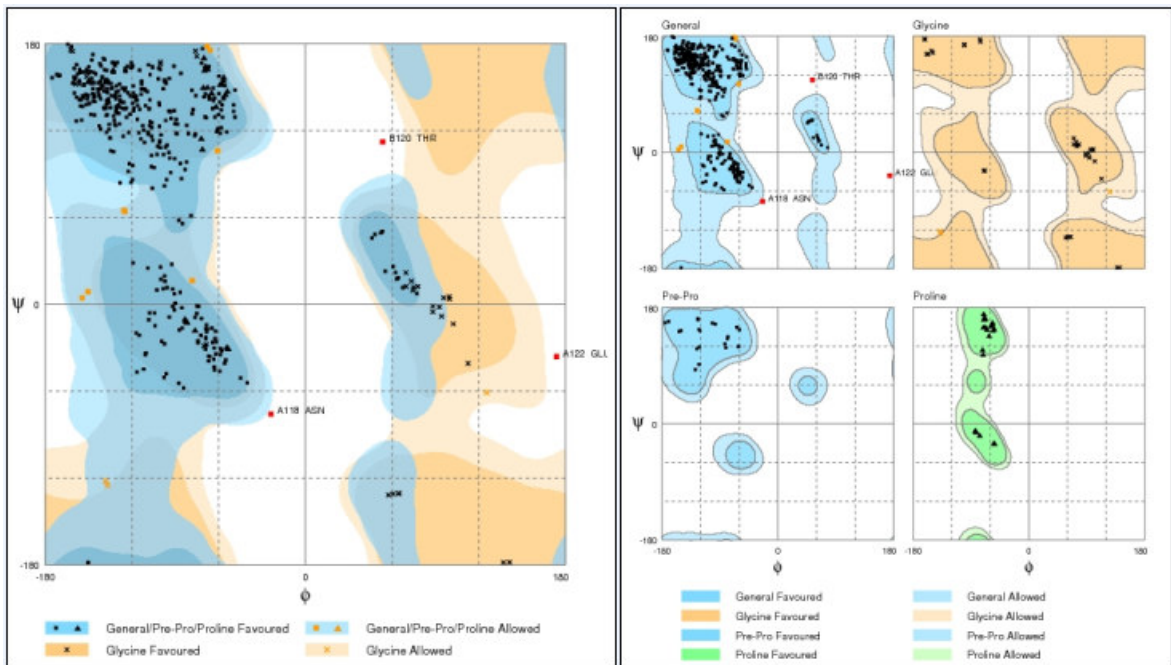 180
B120 THR
Ψ
0
A122 GLU
A118 ASN
-180
-180
0
180
ϕ
General/Pre-Pro/Proline Favoured
General/Pre-Pro/Proline Allowed
Glycine Favoured
Glycine Allowed
General
Glycine
180
B120 THR
Ψ
0
A122 GLU
A118 ASN
-180
Pre-Pro
Proline
180
Ψ
0
-180
-180
0
180
-180
0
180
ϕ
ϕ
General Favoured
General Allowed
Glycine Favoured
Glycine Allowed
Pre-Pro Favoured
Pre-Pro Allowed
Proline Favoured
Proline Allowed